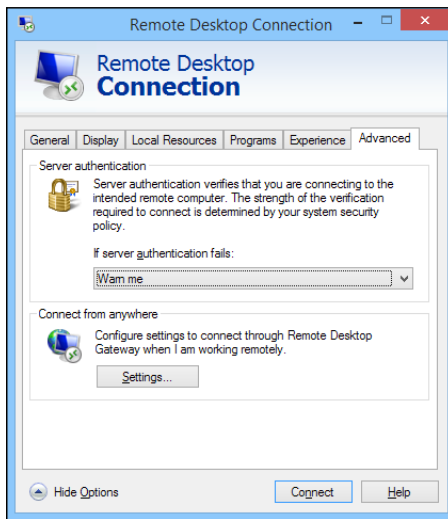 Remote Desktop Connection
Remote Desktop
Connection
General Display Local Resources Programs Experience Advanced
Server authentication
Server authentication verifies that you are connecting to the
intended remote computer. The strength of the verification
required to connect is determined by your system security
policy.
If server authentication fails:
Warn me
Connect from anywhere
Configure settings to connect through Remote Desktop
Gateway when I am working remotely.
Settings...
Hide Options Connect Help